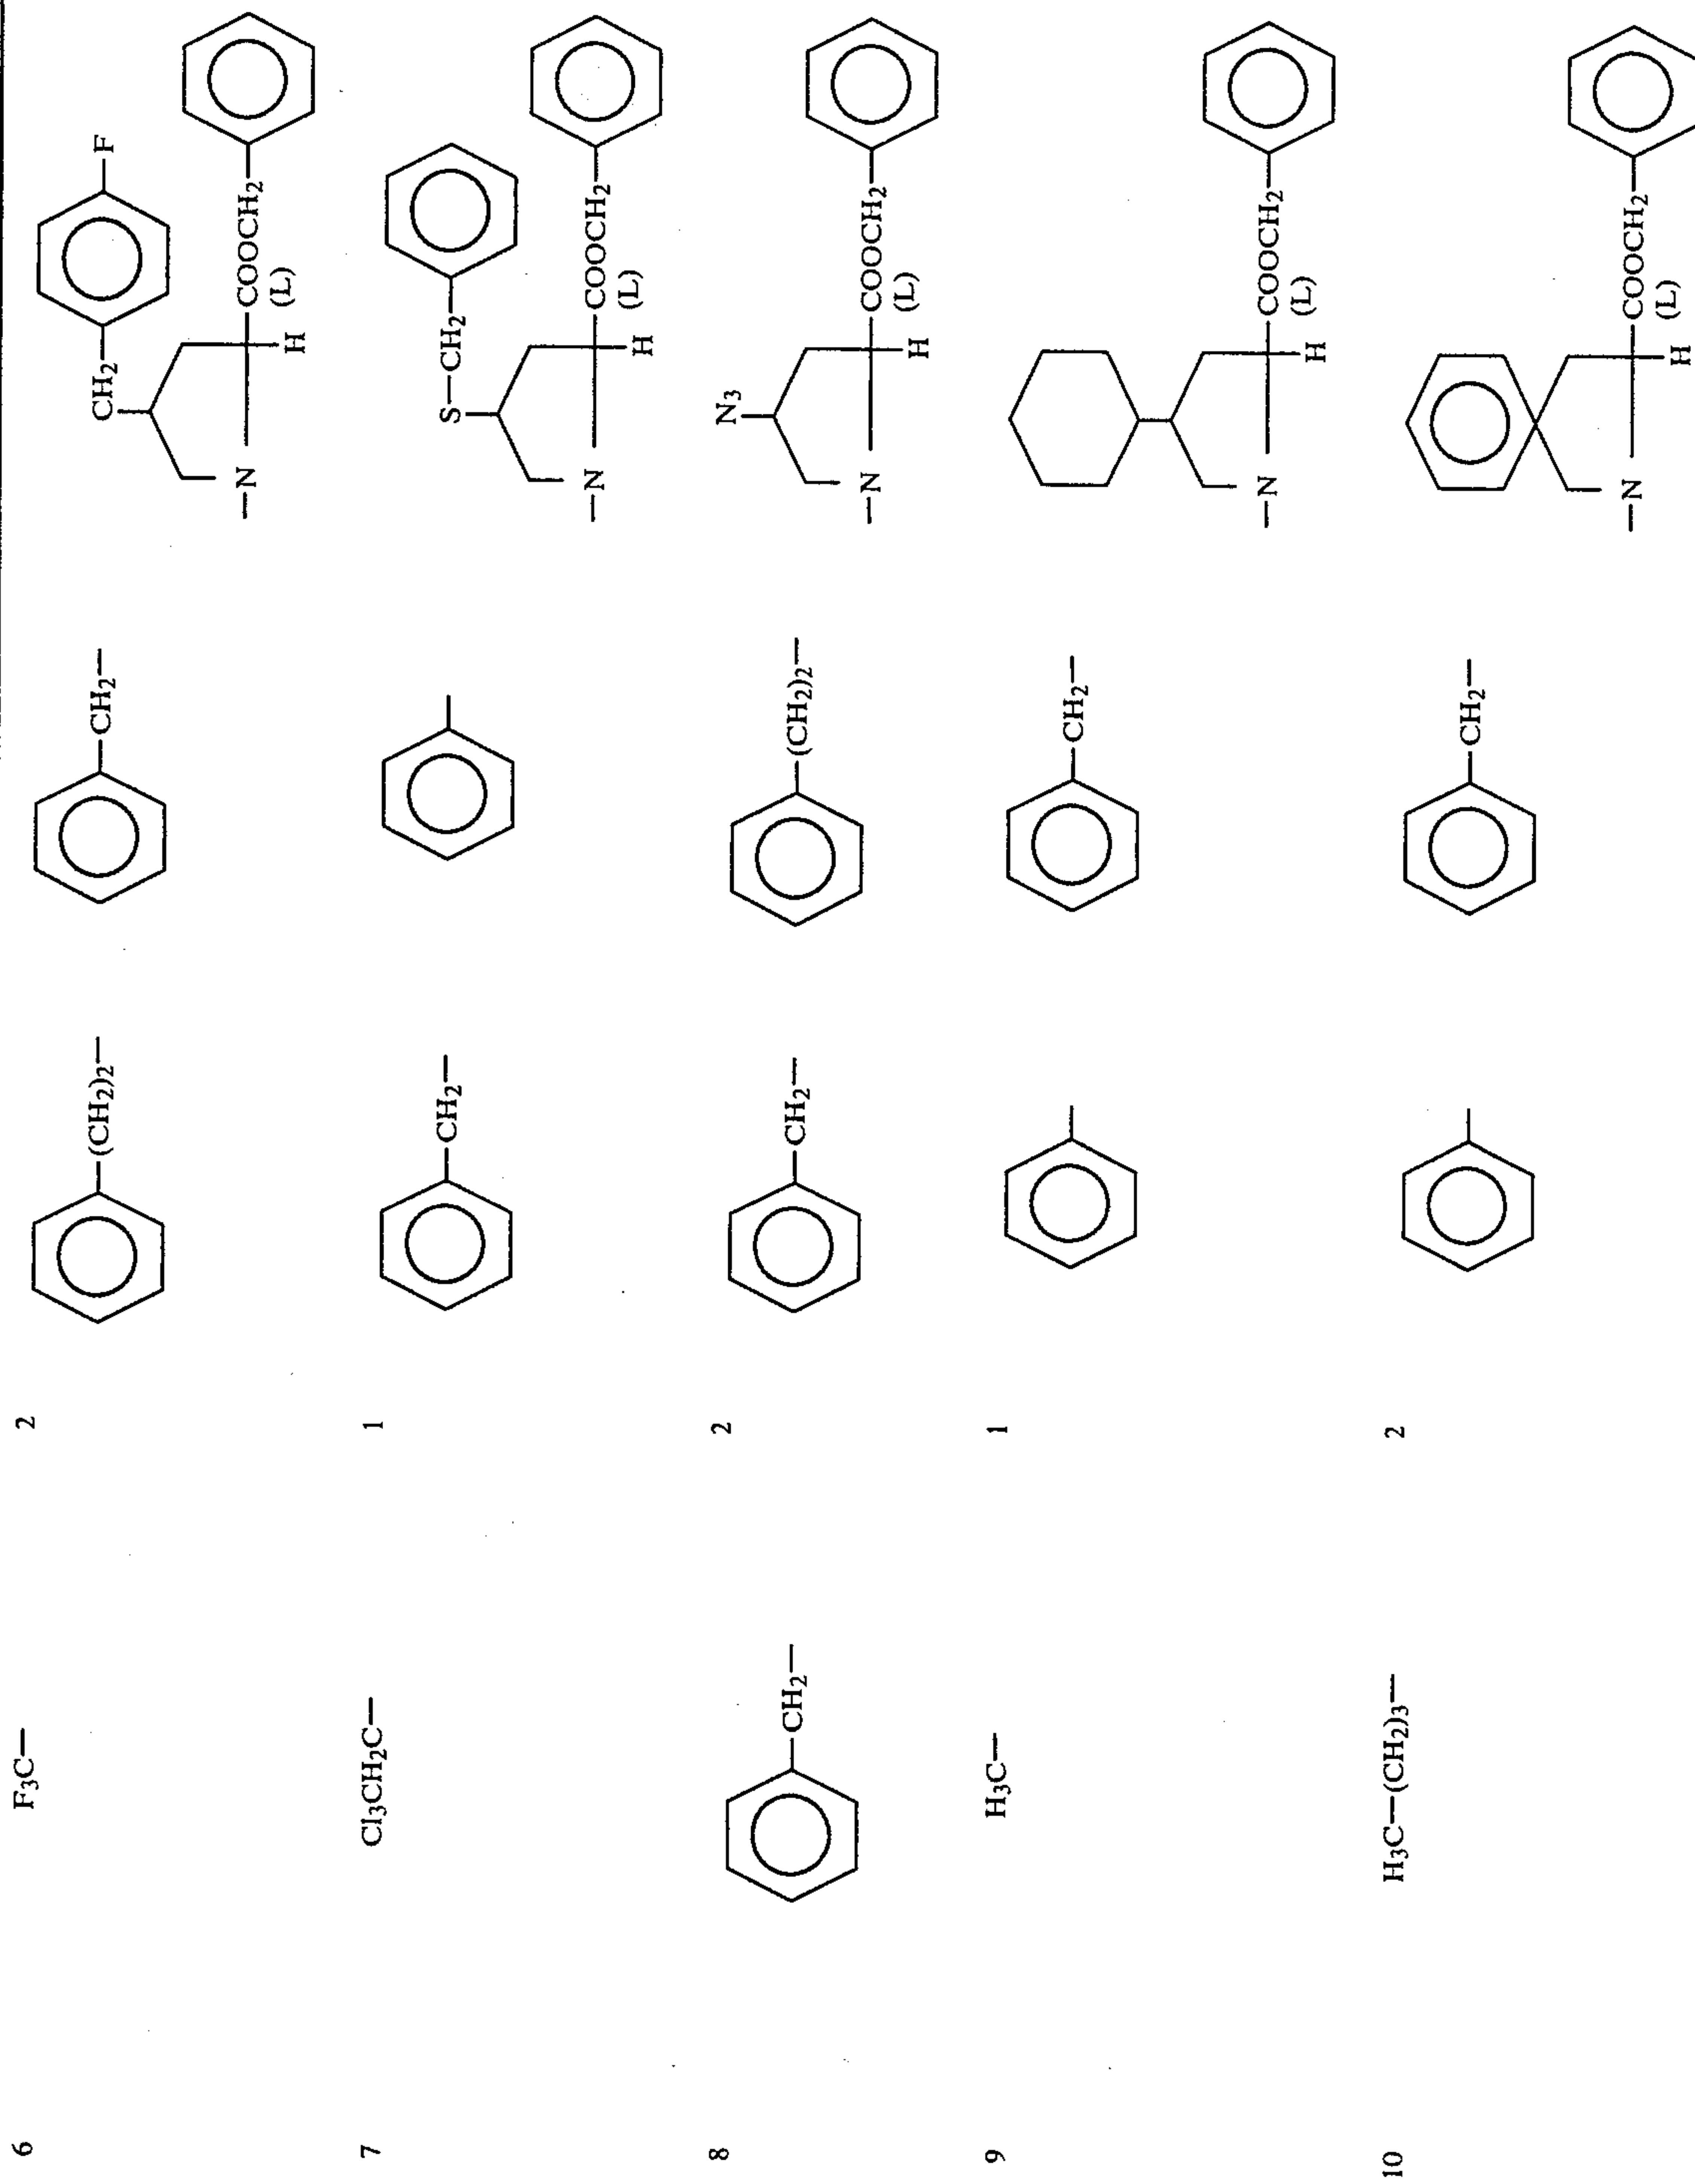 6 F₃C— 2 —(CH₂)₂— —CH₂— CH₂— —F
—N COOCH₂—
H (L)
7 Cl₃CH₂C— 1 —CH₂— S—CH₂—
—N COOCH₂—
H (L)
8 —CH₂— 2 —CH₂— —(CH₂)₂— N₃
—N COOCH₂—
H (L)
9 H₃C— 1 —CH₂—
—N COOCH₂—
H (L)
10 H₃C—(CH₂)₃— 2 —CH₂—
—N COOCH₂—
H (L)